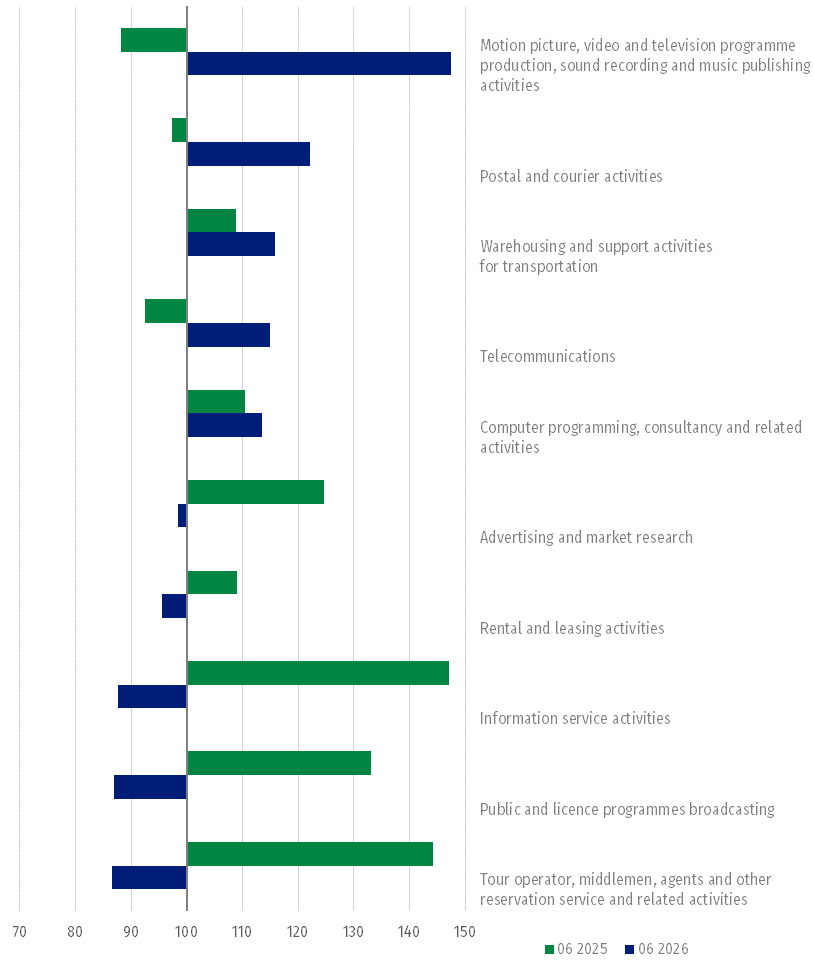 Motion picture, video and television programme
production, sound recording and music publishing
activities
Postal and courier activities
Warehousing and support activities
for transportation
Telecommunications
Computer programming, consultancy and related
activities
Advertising and market research
Rental and leasing activities
Information service activities
Public and licence programmes broadcasting
Tour operator, middlemen, agents and other
reservation service and related activities
70 80 90 100 110 120 130 140 150
06 2025 06 2026